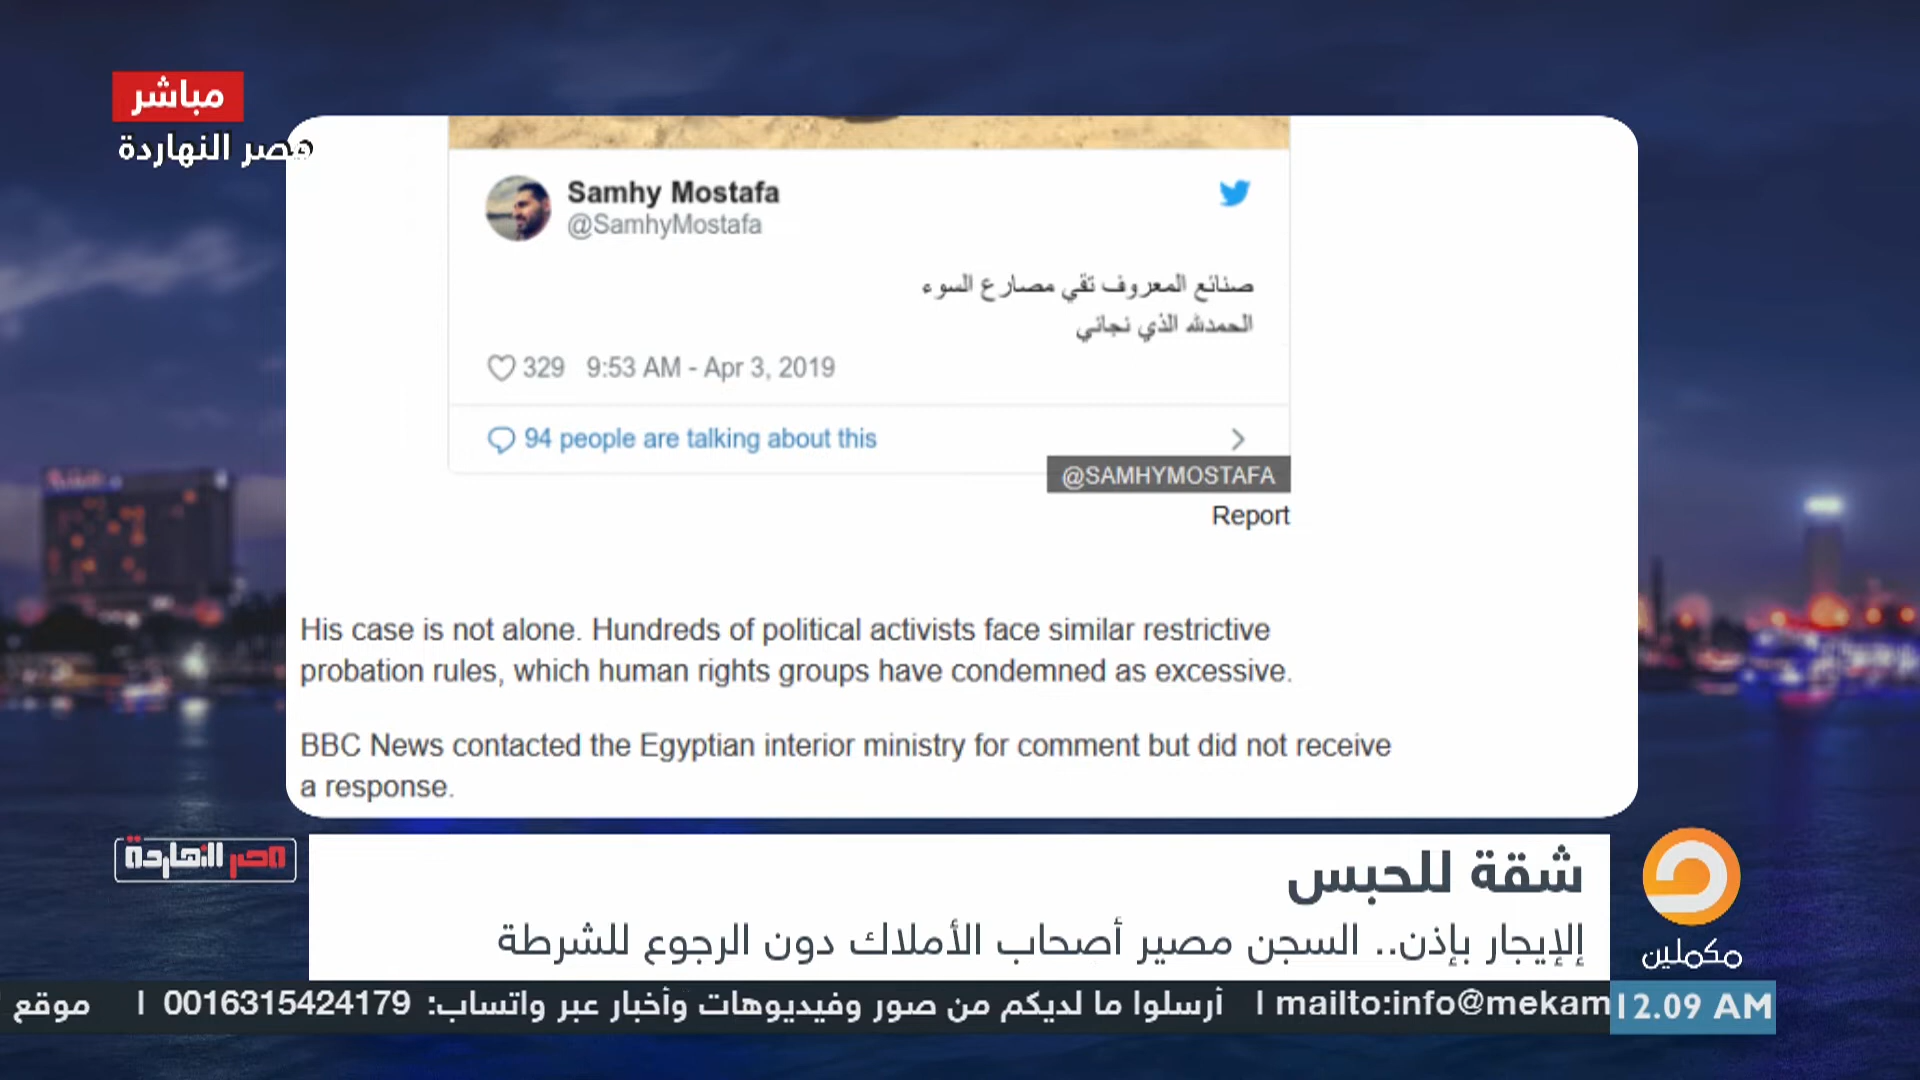 مباشر
مصر النهاردة
Samhy Mostafa
@SamhyMostafa
صنائع المعروف تقي مصارع السوء
الحمدلله الذي نجاني
329 9:53 AM - Apr 3, 2019
94 people are talking about this
@SAMHYMOSTAFA
Report
His case is not alone. Hundreds of political activists face similar restrictive
probation rules, which human rights groups have condemned as excessive.
BBC News contacted the Egyptian interior ministry for comment but did not receive
a response.
مصر النهاردة
شقة للحبس
الإيجار بإذن.. السجن مصير أصحاب الأملاك دون الرجوع للشرطة
مكملين
mailto:info@mekam | أرسلوا ما لديكم من صور وفيديوهات وأخبار عبر واتساب: 0016315424179 | موقع
12.09 AM